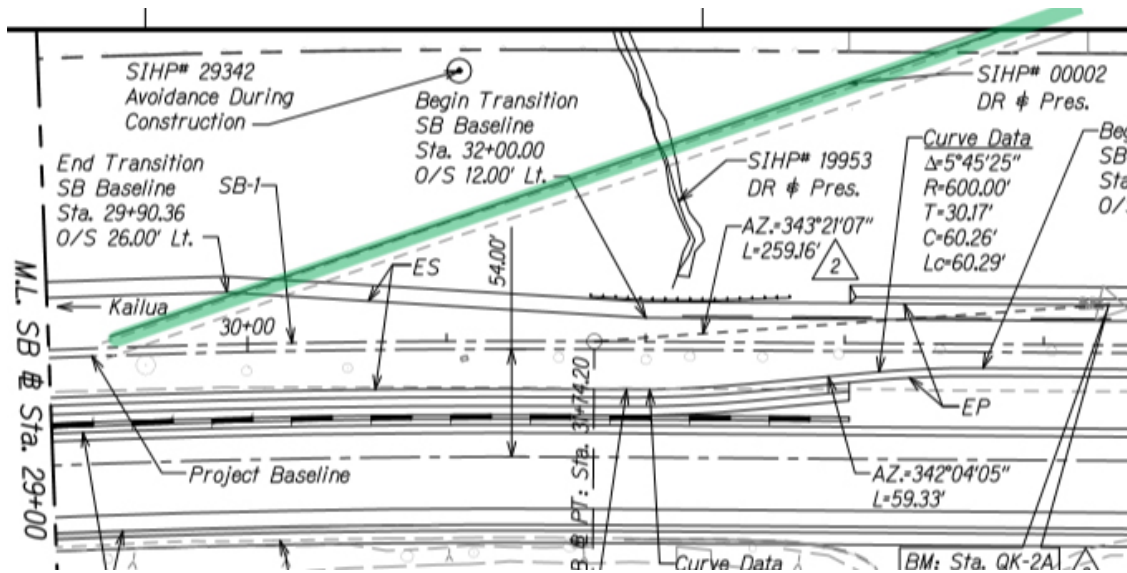 SIHP# 29342
Avoidance During
Construction
Begin Transition
SB Baseline
Sta. 32+00.00
O/S 12.00' Lt.
SIHP# 00002
DR & Pres.
End Transition
SB Baseline
Sta. 29+90.36
O/S 26.00' Lt.
SB-1
SIHP# 19953
DR & Pres.
Curve Data
Δ=5°45'25"
R=600.00'
T=30.17'
C=60.26'
Lc=60.29'
SB
AZ.=343°21'07"
L=259.16'
2
ES
54.00'
Kailua
30+00
M.L. SB ⅊ Sta. 29+00
PT: Sta. 31+74.20
EP
Project Baseline
AZ.=342°04'05"
L=59.33'
Curve Data
BM: Sta. QK-2A